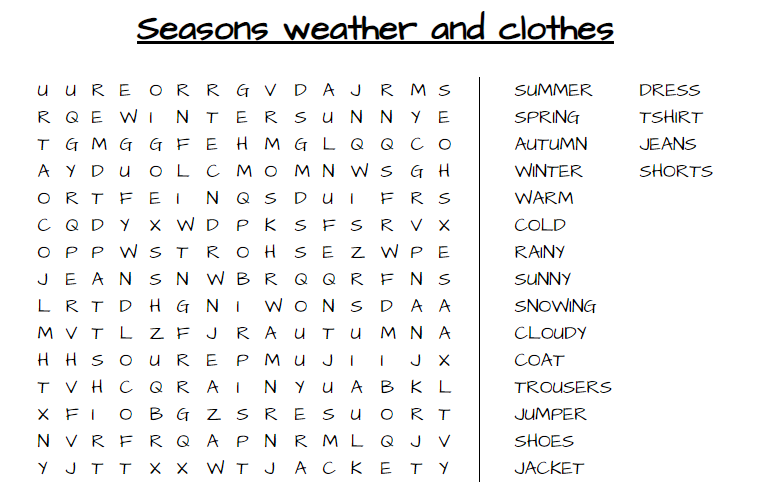 Seasons weather and clothes
U U R E O R R G V D A J R M S SUMMER DRESS
R Q E W I N T E R S U N N Y E SPRING TSHIRT
T G M G G F E H M G L Q Q C O AUTUMN JEANS
A Y D U O L C M O M N W S G H WINTER SHORTS
O R T F E I N Q S D U I F R S WARM
C Q D Y X W D P K S F S R V X COLD
O P P W S T R O H S E Z W P E RAINY
J E A N S N W B R Q Q R F N S SUNNY
L R T D H G N I W O N S D A A SNOWING
M V T L Z F J R A U T U M N A CLOUDY
H H S O U R E P M U J I I J X COAT
T V H C Q R A I N Y U A B K L TROUSERS
X F I O B G Z S R E S U O R T JUMPER
N V R F R Q A P N R M L Q J V SHOES
Y J T T X X W T J A C K E T Y JACKET